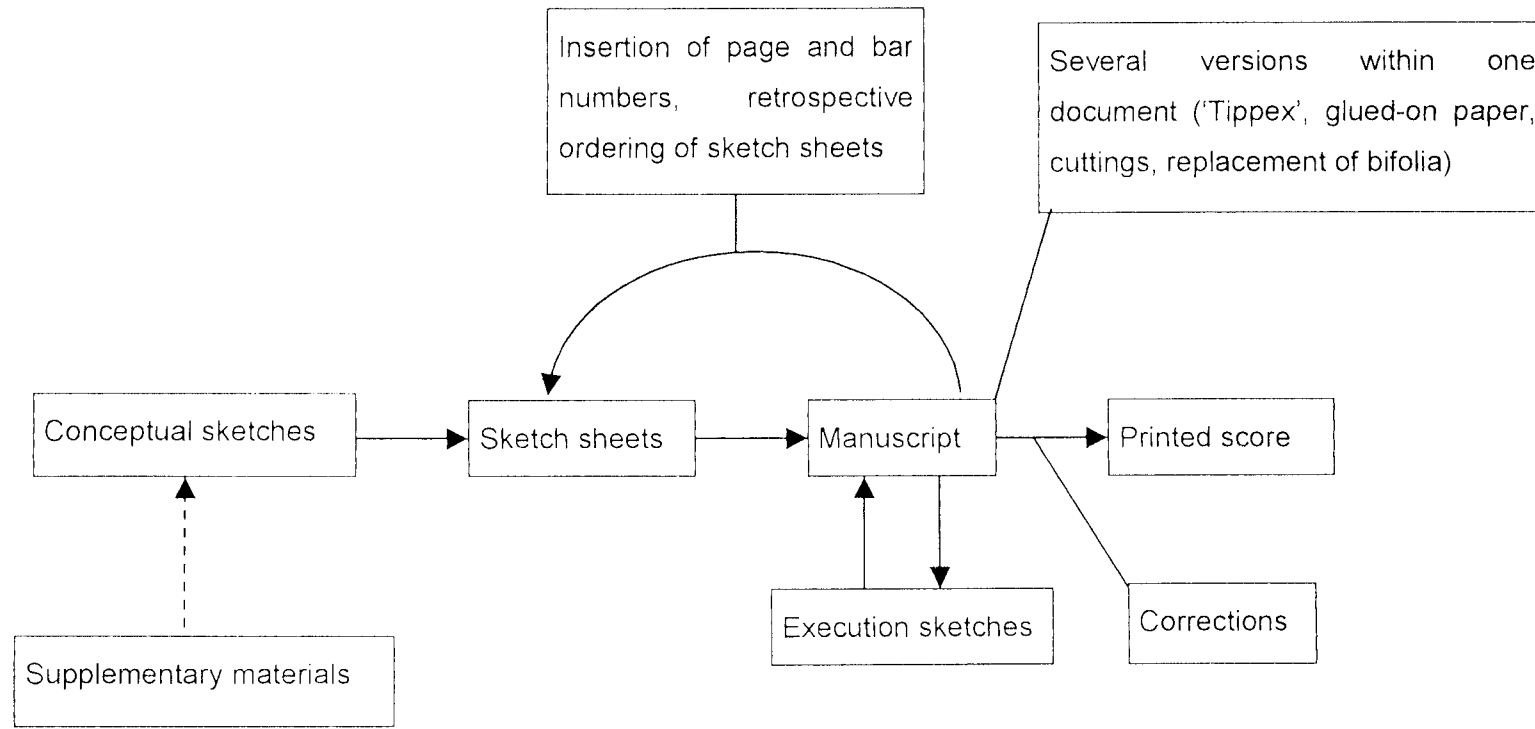 Insertion of page and bar
numbers, retrospective
ordering of sketch sheets
Several versions within one
document ('Tippex', glued-on paper,
cuttings, replacement of bifolia)
Conceptual sketches
Sketch sheets
Manuscript
Printed score
Execution sketches
Corrections
Supplementary materials